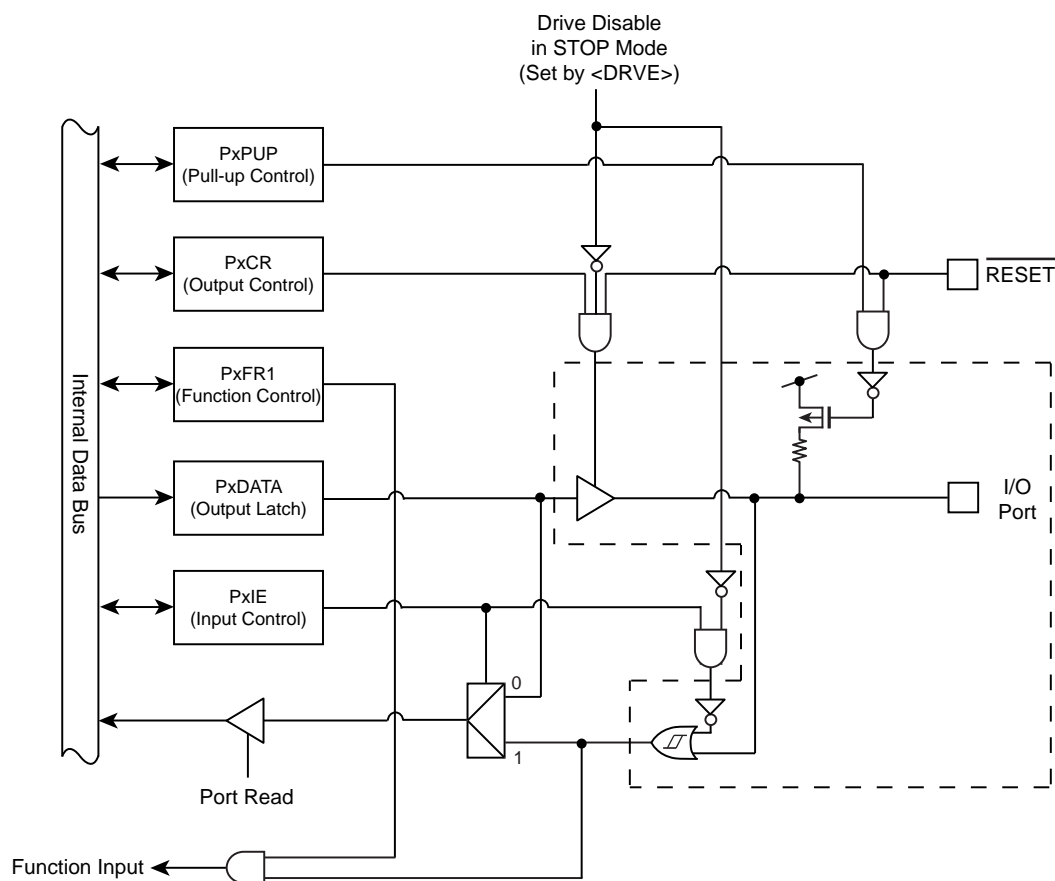 Drive Disable
in STOP Mode
(Set by <DRVE>)
PxPUP
(Pull-up Control)
PxCR
(Output Control)
RESET
PxFR1
(Function Control)
Internal Data Bus
PxDATA
(Output Latch)
I/O
Port
PxIE
(Input Control)
0
1
Port Read
Function Input